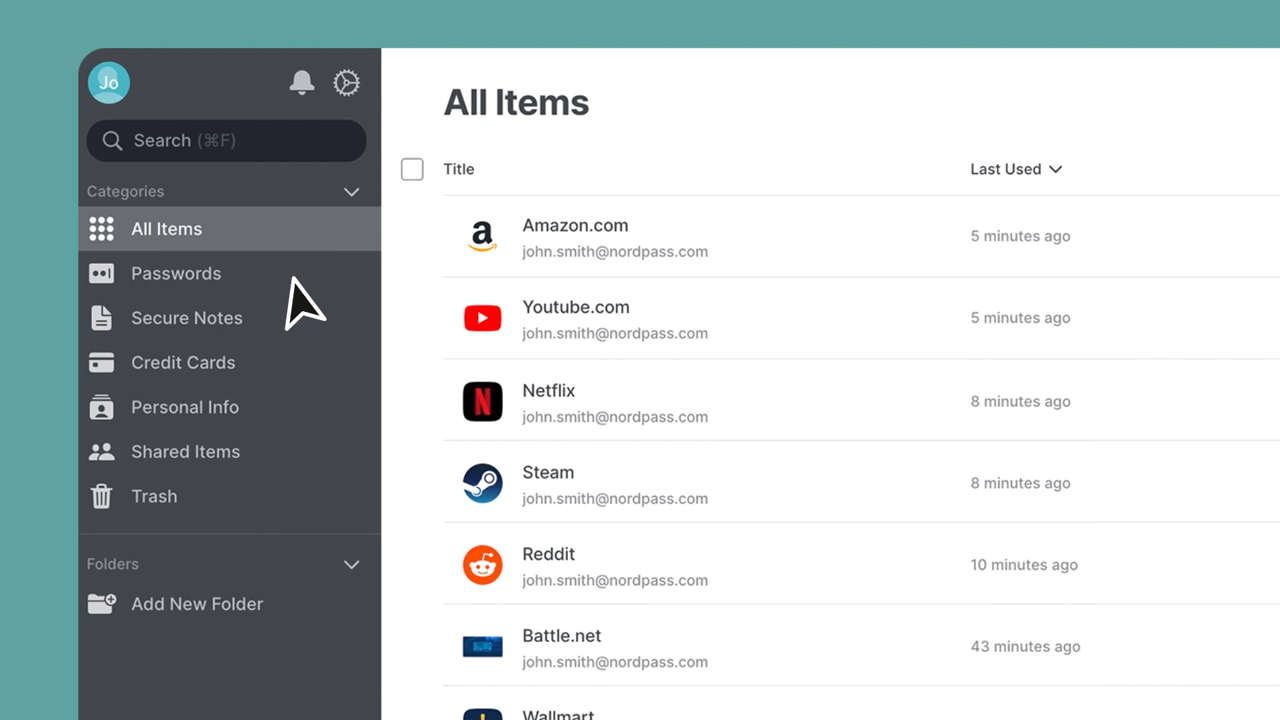 Jo
Search (⌘F)
Categories
All Items
Passwords
Secure Notes
Credit Cards
Personal Info
Shared Items
Trash
Folders
Add New Folder
All Items
Title Last Used
Amazon.com
john.smith@nordpass.com
5 minutes ago
Youtube.com
john.smith@nordpass.com
5 minutes ago
Netflix
john.smith@nordpass.com
8 minutes ago
Steam
john.smith@nordpass.com
8 minutes ago
Reddit
john.smith@nordpass.com
10 minutes ago
Battle.net
john.smith@nordpass.com
43 minutes ago
Wallmart